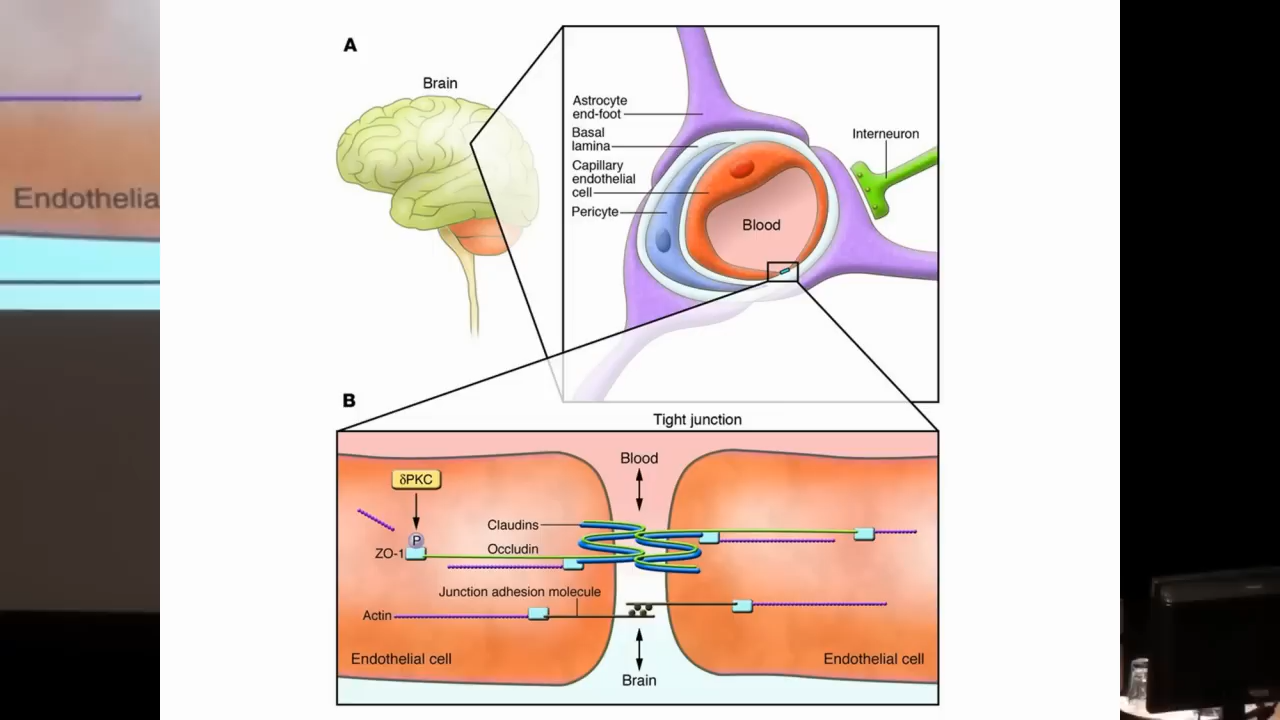 A
Brain
Astrocyte
end-foot
Basal
lamina
Capillary
endothelial
cell
Pericyte
Blood
Interneuron
B
Tight junction
Blood
δPKC
P
ZO-1
Claudins
Occludin
Junction adhesion molecule
Actin
Endothelial cell
Endothelial cell
Brain
Endothelia